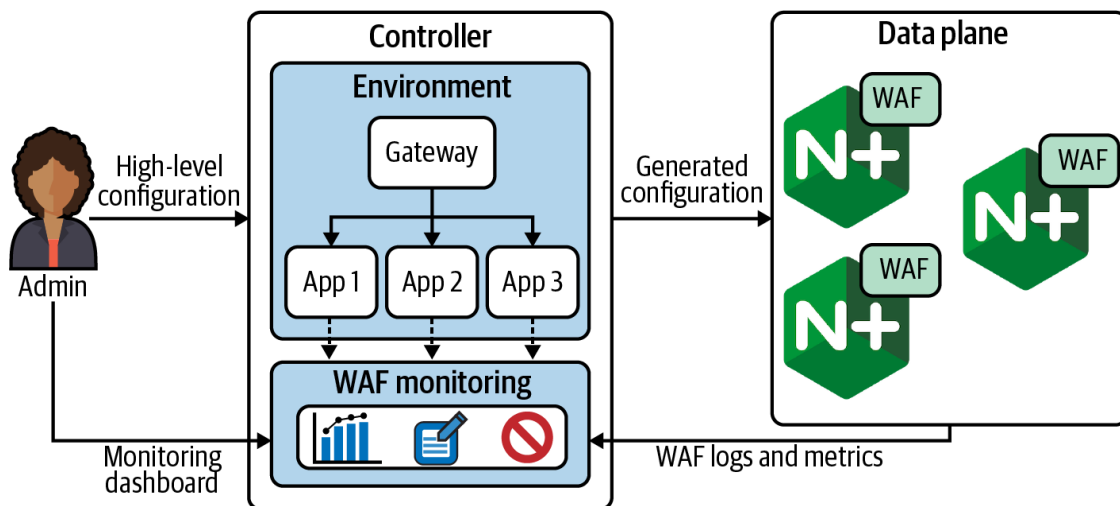 Controller
Environment
Gateway
App 1
App 2
App 3
WAF monitoring
High-level
configuration
Admin
Monitoring
dashboard
Generated
configuration
Data plane
WAF
N+
WAF
N+
WAF
N+
WAF logs and metrics